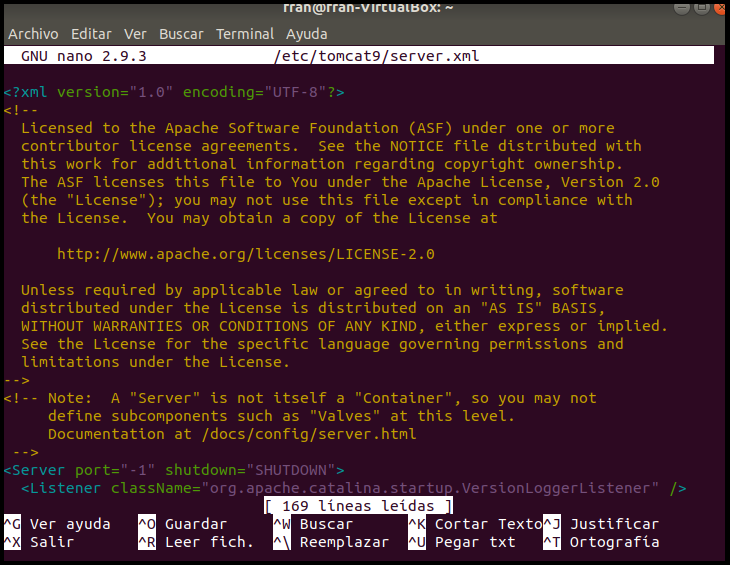 fran@fran-VirtualBox: ~
Archivo Editar Ver Buscar Terminal Ayuda
GNU nano 2.9.3 /etc/tomcat9/server.xml
<?xml version="1.0" encoding="UTF-8"?>
<!--
  Licensed to the Apache Software Foundation (ASF) under one or more
  contributor license agreements.  See the NOTICE file distributed with
  this work for additional information regarding copyright ownership.
  The ASF licenses this file to You under the Apache License, Version 2.0
  (the "License"); you may not use this file except in compliance with
  the License.  You may obtain a copy of the License at

      http://www.apache.org/licenses/LICENSE-2.0

  Unless required by applicable law or agreed to in writing, software
  distributed under the License is distributed on an "AS IS" BASIS,
  WITHOUT WARRANTIES OR CONDITIONS OF ANY KIND, either express or implied.
  See the License for the specific language governing permissions and
  limitations under the License.
-->
<!-- Note:  A "Server" is not itself a "Container", so you may not
     define subcomponents such as "Valves" at this level.
     Documentation at /docs/config/server.html
 -->
<Server port="-1" shutdown="SHUTDOWN">
  <Listener className="org.apache.catalina.startup.VersionLoggerListener" />
[ 169 líneas leídas ]
^G Ver ayuda ^O Guardar ^W Buscar ^K Cortar Texto ^J Justificar
^X Salir ^R Leer fich. ^\ Reemplazar ^U Pegar txt ^T Ortografía